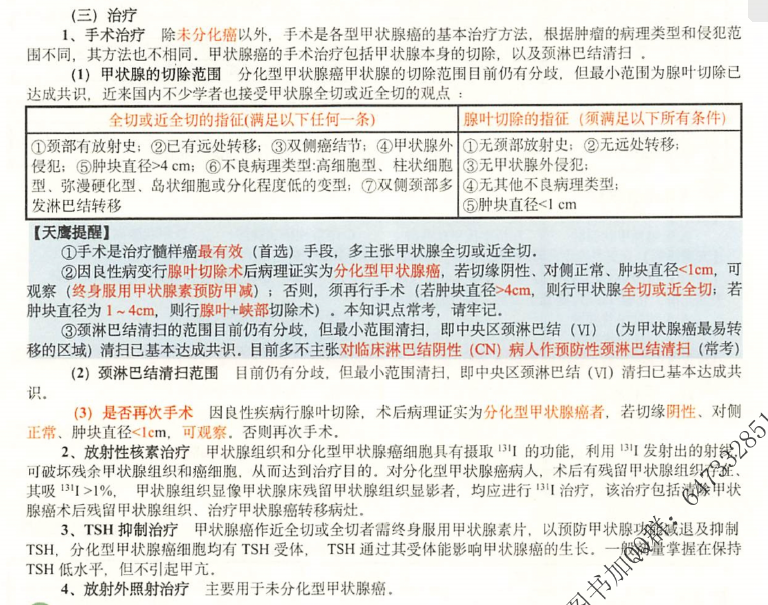 (三) 治疗
1、手术治疗 除未分化癌以外，手术是各型甲状腺癌的基本治疗方法，根据肿瘤的病理类型和侵犯范
围不同，其方法也不相同。甲状腺癌的手术治疗包括甲状腺本身的切除，以及颈淋巴结清扫 。
(1) 甲状腺的切除范围 分化型甲状腺癌甲状腺的切除范围目前仍有分歧，但最小范围为腺叶切除已
达成共识，近来国内不少学者也接受甲状腺全切或近全切的观点 ：
全切或近全切的指征(满足以下任何一条)
①颈部有放射史；②已有远处转移；③双侧癌结节；④甲状腺外
侵犯；⑤肿块直径>4 cm；⑥不良病理类型:高细胞型、柱状细胞
型、弥漫硬化型、岛状细胞或分化程度低的变型；⑦双侧颈部多
发淋巴结转移
腺叶切除的指征（须满足以下所有条件）
①无颈部放射史；②无远处转移；
③无甲状腺外侵犯；
④无其他不良病理类型；
⑤肿块直径<1 cm
【天鹰提醒】
①手术是治疗髓样癌最有效（首选）手段，多主张甲状腺全切或近全切。
②因良性病变行腺叶切除术后病理证实为分化型甲状腺癌，若切缘阴性、对侧正常、肿块直径<1cm，可
观察（终身服用甲状腺素预防甲减）；否则，须再行手术（若肿块直径>4cm，则行甲状腺全切或近全切；若
肿块直径为 1～4cm，则行腺叶+峡部切除术）。本知识点常考，请牢记。
③颈淋巴结清扫的范围目前仍有分歧，但最小范围清扫，即中央区颈淋巴结（VI）（为甲状腺癌最易转
移的区域）清扫已基本达成共识。目前多不主张对临床淋巴结阴性（CN）病人作预防性颈淋巴结清扫（常考）
(2) 颈淋巴结清扫范围 目前仍有分歧，但最小范围清扫，即中央区颈淋巴结（VI）清扫已基本达成共
识。
(3) 是否再次手术 因良性疾病行腺叶切除，术后病理证实为分化型甲状腺癌者，若切缘阴性、对侧
正常、肿块直径<1cm，可观察。否则再次手术。
2、放射性核素治疗 甲状腺组织和分化型甲状腺癌细胞具有摄取 ¹³¹I 的功能，利用 ¹³¹I 发射出的射线
可破坏残余甲状腺组织和癌细胞，从而达到治疗目的。对分化型甲状腺癌病人，术后有残留甲状腺组织存在
其吸 ¹³¹I >1%， 甲状腺组织显像甲状腺床残留甲状腺组织显影者，均应进行 ¹³¹I 治疗，该治疗包括 甲状
腺癌术后残留甲状腺组织、治疗甲状腺癌转移病灶。
3、TSH 抑制治疗 甲状腺癌作近全切或全切者需终身服用甲状腺素片，以预防甲状腺功能减退及抑制
TSH，分化型甲状腺癌细胞均有 TSH 受体， TSH 通过其受体能影响甲状腺癌的生长。一般剂量掌握在保持
TSH 低水平，但不引起甲亢。
4、放射外照射治疗 主要用于未分化型甲状腺癌。
图书加QQ群：